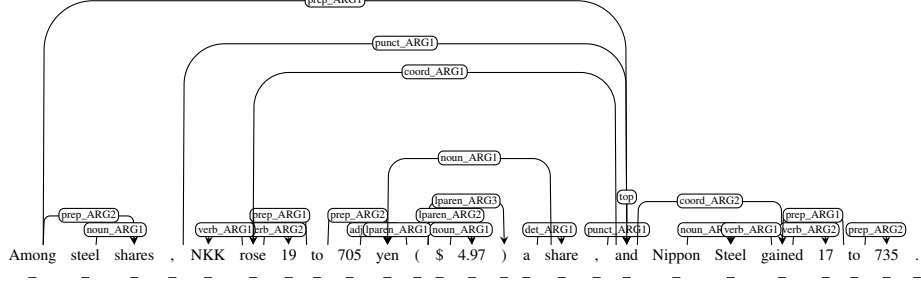 prep_ARG1
punct_ARG1
coord_ARG1
noun_ARG1
top
prep_ARG2 prep_ARG1 prep_ARG2 lparen_ARG3 lparen_ARG2 coord_ARG2 prep_ARG1
noun_ARG1 verb_ARG1 verb_ARG2 lparen_ARG1 noun_ARG1 det_ARG1 punct_ARG1 verb_ARG1 verb_ARG2 prep_ARG2
Among steel shares , NKK rose 19 to 705 yen ( $ 4.97 ) a share , and Nippon Steel gained 17 to 735 .
_ _ _ _ _ _ _ _ _ _ _ _ _ _ _ _ _ _ _ _ _ _ _ _ _